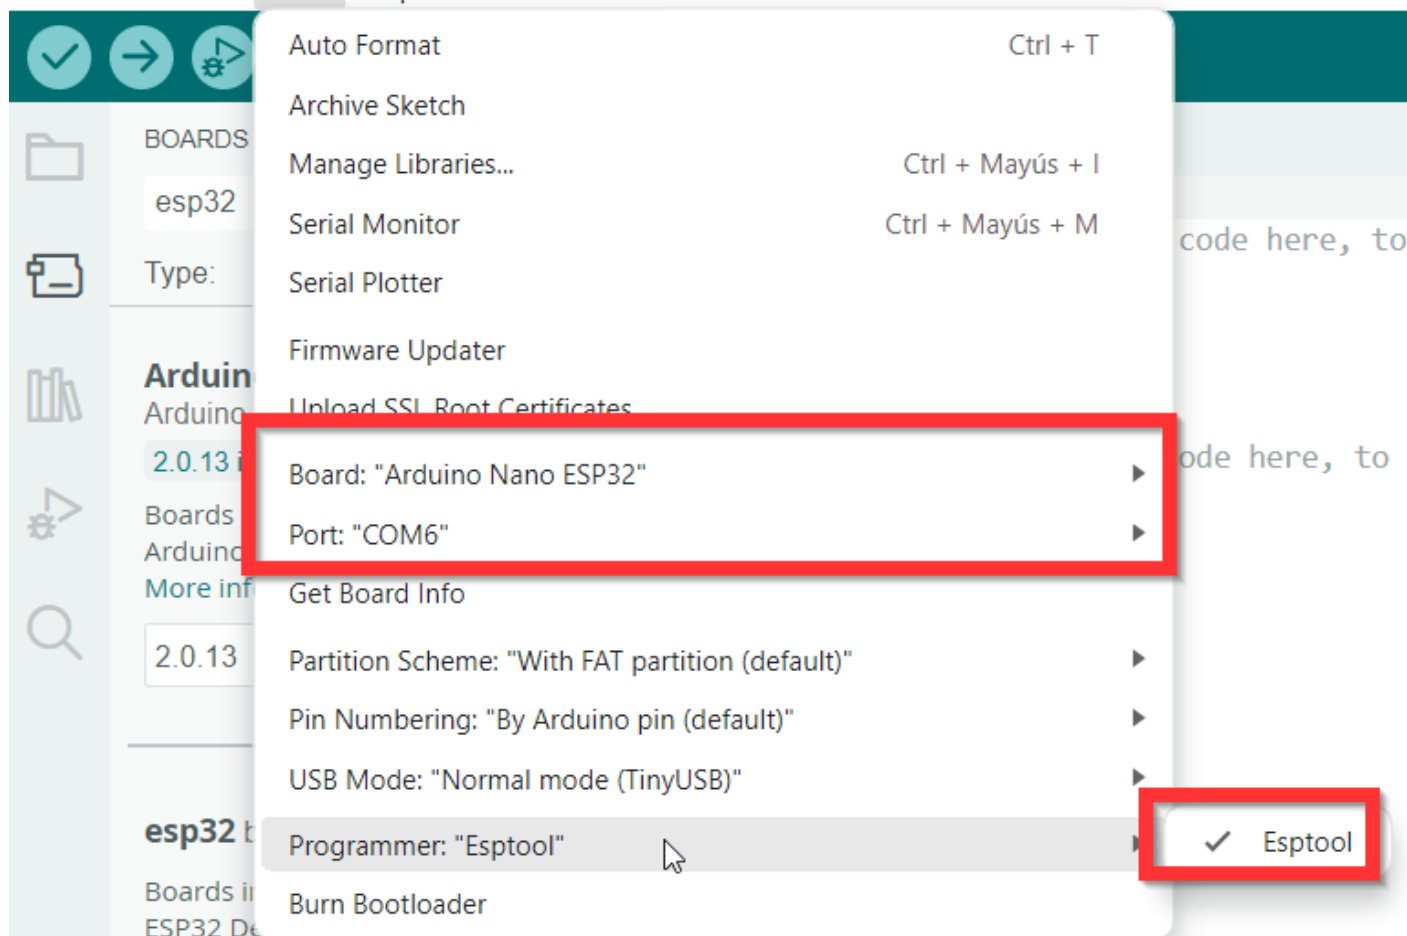 Auto Format Ctrl + T
Archive Sketch
Manage Libraries... Ctrl + Mayús + I
Serial Monitor Ctrl + Mayús + M
Serial Plotter
Firmware Updater
Upload SSL Root Certificates
Board: "Arduino Nano ESP32"
Port: "COM6"
Get Board Info
Partition Scheme: "With FAT partition (default)"
Pin Numbering: "By Arduino pin (default)"
USB Mode: "Normal mode (TinyUSB)"
Programmer: "Esptool"
Burn Bootloader
Esptool
BOARDS
esp32
Type:
Arduin
Arduino
2.0.13 i
Boards
Arduino
More inf
2.0.13
esp32 b
Boards in
ESP32 De
code here, to
ode here, to